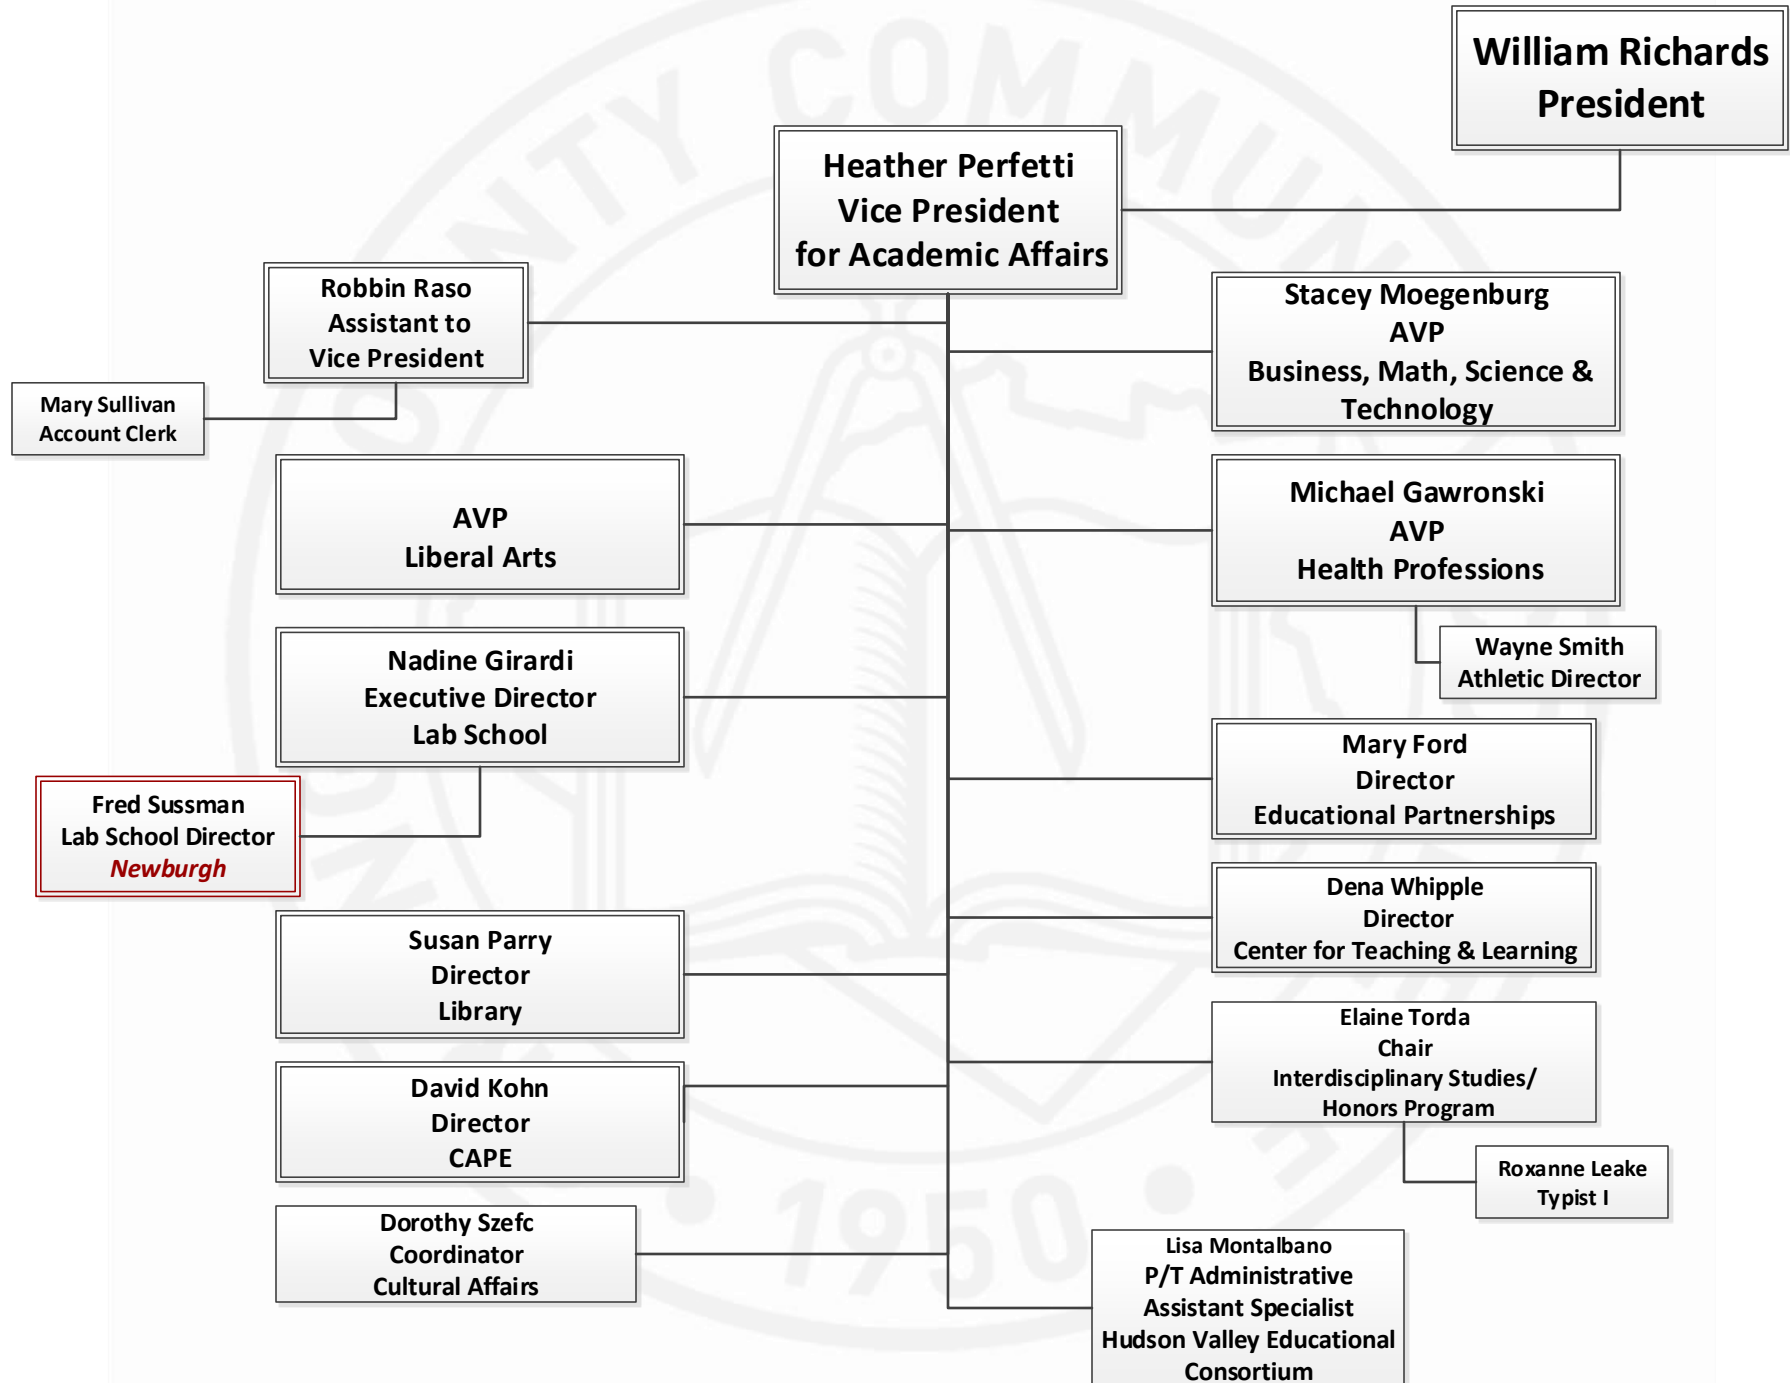 William Richards
President
Heather Perfetti
Vice President
for Academic Affairs
Robbin Raso
Assistant to
Vice President
Stacey Moegenburg
AVP
Business, Math, Science &
Technology
Mary Sullivan
Account Clerk
AVP
Liberal Arts
Michael Gawronski
AVP
Health Professions
Wayne Smith
Athletic Director
Nadine Girardi
Executive Director
Lab School
Mary Ford
Director
Educational Partnerships
Fred Sussman
Lab School Director
Newburgh
Dena Whipple
Director
Center for Teaching & Learning
Susan Parry
Director
Library
Elaine Torda
Chair
Interdisciplinary Studies/
Honors Program
David Kohn
Director
CAPE
Roxanne Leake
Typist I
Dorothy Szefc
Coordinator
Cultural Affairs
Lisa Montalbano
P/T Administrative
Assistant Specialist
Hudson Valley Educational
Consortium
1950